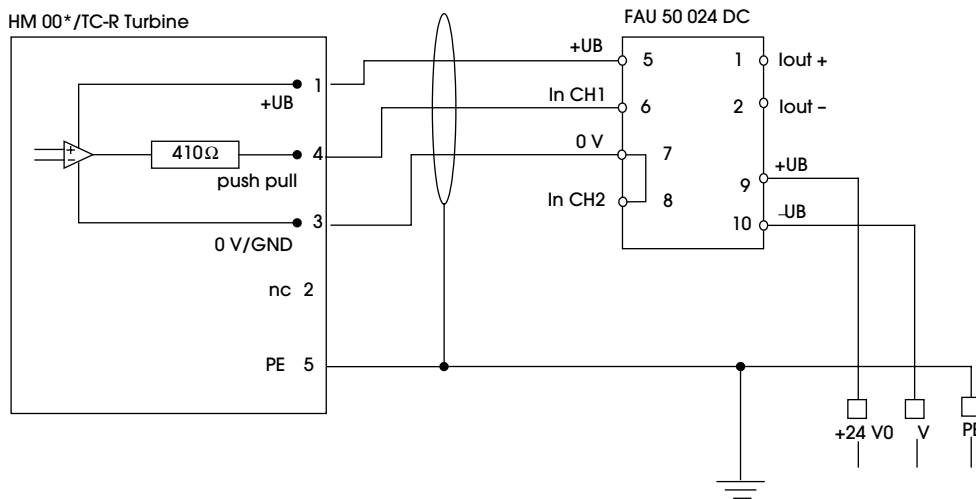 HM 00*/TC-R Turbine
FAU 50 024 DC
1
+UB
410Ω
4
push pull
3
0 V/GND
nc 2
PE 5
+UB
5
In CH1
6
0 V
7
In CH2
8
1
Iout +
2
Iout –
9
+UB
10
–UB
+24 V0
V
PE